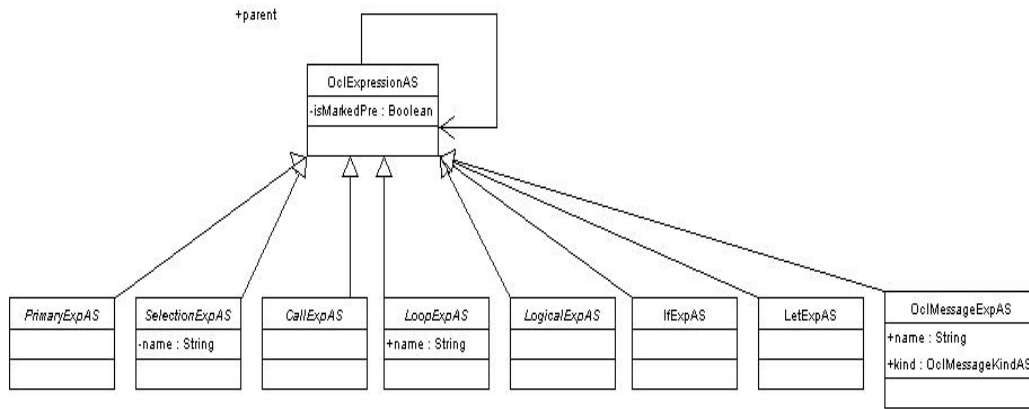 +parent
OclExpressionAS
-isMarkedPre : Boolean
PrimaryExpAS
SelectionExpAS
-name : String
CallExpAS
LoopExpAS
+name : String
LogicalExpAS
IfExpAS
LetExpAS
OclMessageExpAS
+name : String
+kind : OclMessageKindAS